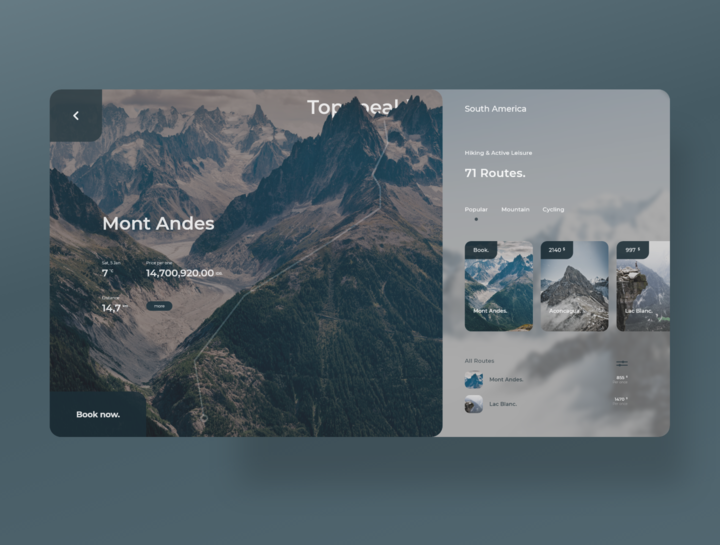 Top peak
Mont Andes
Sat, 5 Jan
7
Price per one
14,700,920.00
Distance
14,7
more
Book now.
South America
Hiking & Active Leisure
71 Routes.
Popular
Mountain
Cycling
Book.
Mont Andes.
2140 $
997 $
Lac Blanc.
All Routes
Mont Andes.
Lac Blanc.
1470 $